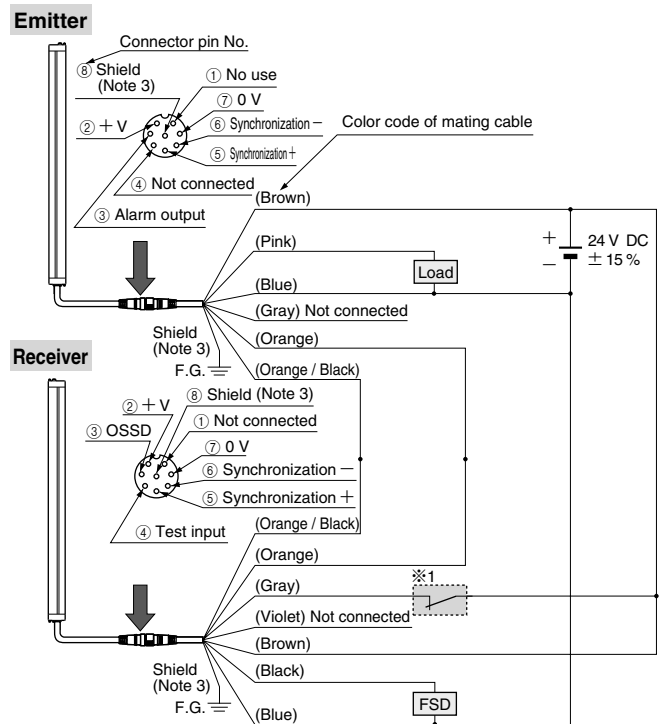 Emitter
Connector pin No.
⑧ Shield
(Note 3)
① No use
⑦ 0 V
② + V
⑥ Synchronization −
Color code of mating cable
⑤ Synchronization +
④ Not connected
(Brown)
③ Alarm output
(Pink)
+
−
24 V DC
± 15 %
Load
(Blue)
(Gray) Not connected
Shield
(Note 3)
(Orange)
F.G.
(Orange / Black)
Receiver
② + V
⑧ Shield (Note 3)
③ OSSD
① Not connected
⑦ 0 V
⑥ Synchronization −
⑤ Synchronization +
④ Test input
(Orange / Black)
(Orange)
※1
(Gray)
(Violet) Not connected
(Brown)
Shield
(Note 3)
(Black)
F.G.
FSD
(Blue)